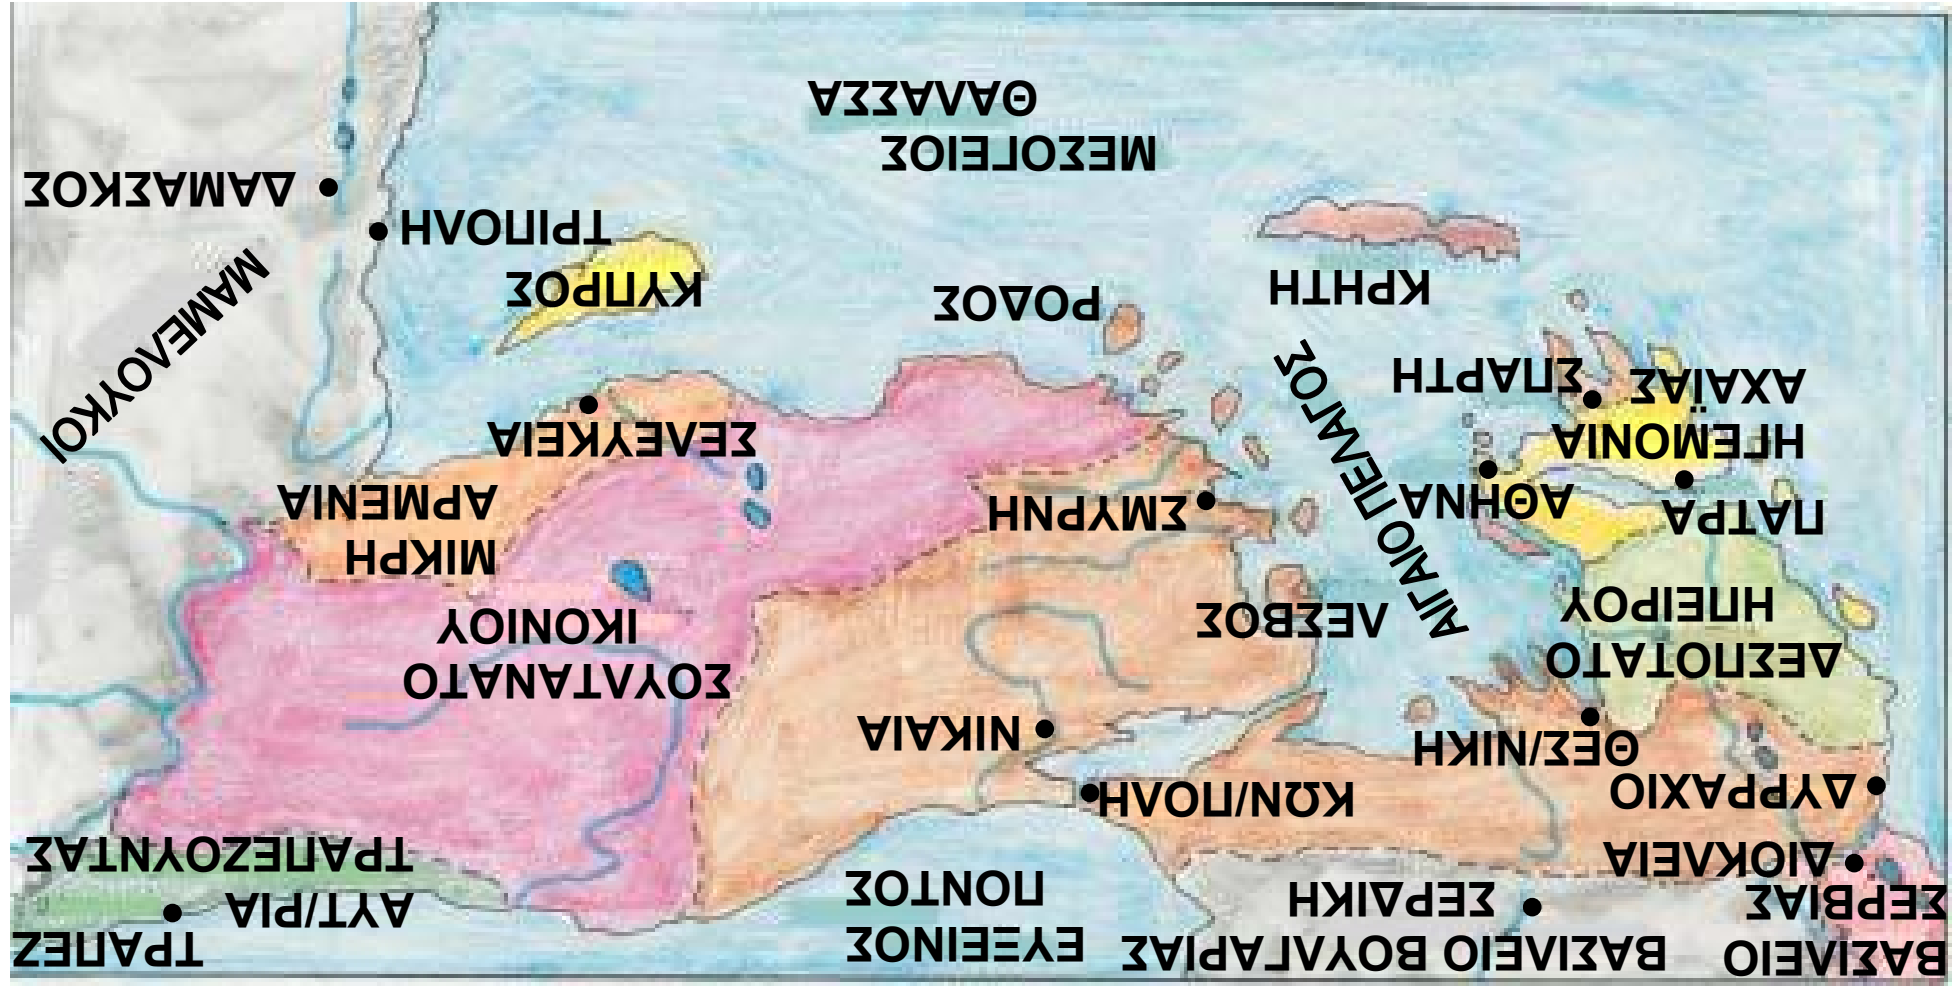 ΒΑΣΙΛΕΙΟ
ΣΕΡΒΙΑΣ
ΒΑΣΙΛΕΙΟ ΒΟΥΛΓΑΡΙΑΣ
ΣΕΡΔΙΚΗ
ΕΥΞΕΙΝΟΣ
ΠΟΝΤΟΣ
ΤΡΑΠΕΖ
ΑΥΤ/ΡΙΑ
ΤΡΑΠΕΖΟΥΝΤΑΣ
ΔΙΟΚΛΕΙΑ
ΔΥΡΡΑΧΙΟ
ΚΩΝ/ΠΟΛΗ
ΘΕΣ/ΝΙΚΗ
ΝΙΚΑΙΑ
ΣΟΥΛΤΑΝΑΤΟ
ΙΚΟΝΙΟΥ
ΔΕΣΠΟΤΑΤΟ
ΗΠΕΙΡΟΥ
ΛΕΣΒΟΣ
ΑΙΓΑΙΟ ΠΕΛΑΓΟΣ
ΜΙΚΡΗ
ΑΡΜΕΝΙΑ
ΠΑΤΡΑ
ΑΘΗΝΑ
ΣΜΥΡΝΗ
ΗΓΕΜΟΝΙΑ
ΑΧΑΪΑΣ
ΣΕΛΕΥΚΕΙΑ
ΣΠΑΡΤΗ
ΜΑΜΕΛΟΥΚΟΙ
ΚΡΗΤΗ
ΡΟΔΟΣ
ΚΥΠΡΟΣ
ΤΡΙΠΟΛΗ
ΔΑΜΑΣΚΟΣ
ΜΕΣΟΓΕΙΟΣ
ΘΑΛΑΣΣΑ